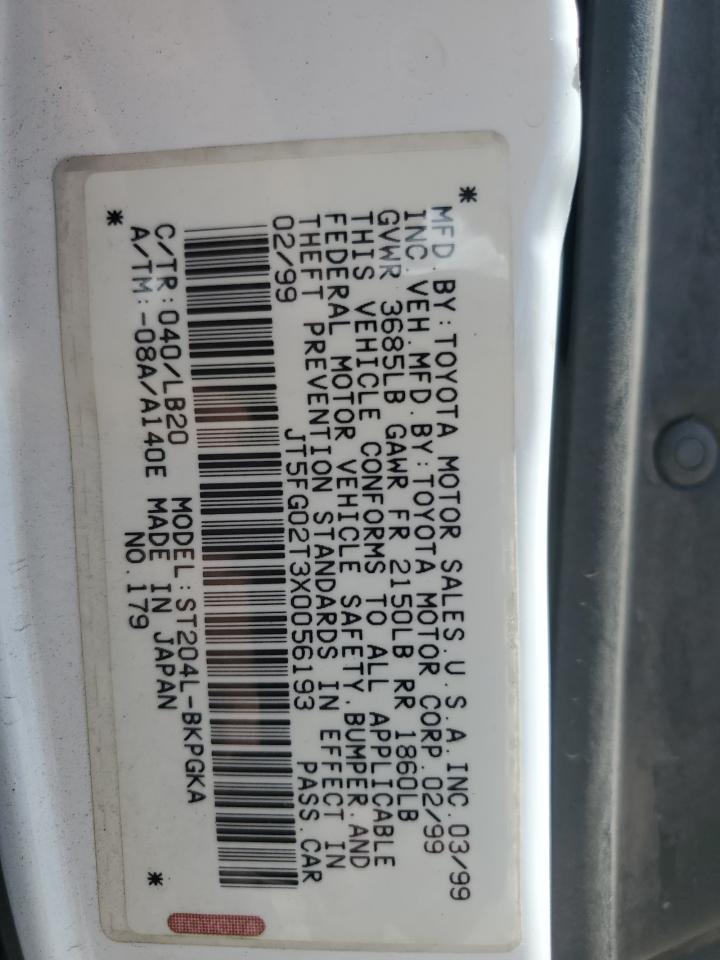 * MFD.BY:TOYOTA MOTOR SALES.U.S.A.INC.03/99
INC.VEH.MFD.BY:TOYOTA MOTOR CORP.02/99
GVWR 3685LB GAWR FR 2150LB RR 1860LB
THIS VEHICLE CONFORMS TO ALL APPLICABLE
FEDERAL MOTOR VEHICLE SAFETY.BUMPER.AND
THEFT PREVENTION STANDARDS IN EFFECT IN
02/99 JT5FG02T3X0056193 PASS.CAR
C/TR:040/LB20 MODEL:ST204L-BKPGKA
A/TM:-08A/A140E MADE IN JAPAN
* NO.179 *